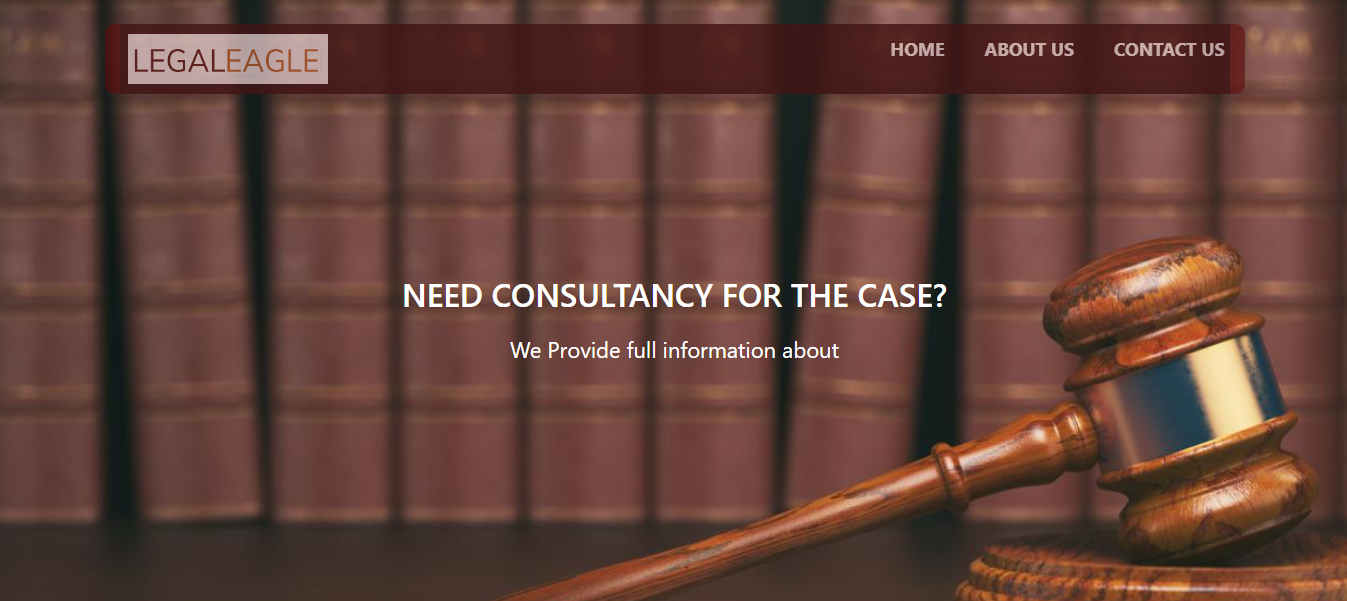 LEGALEAGLE
HOME ABOUT US CONTACT US
NEED CONSULTANCY FOR THE CASE?
We Provide full information about